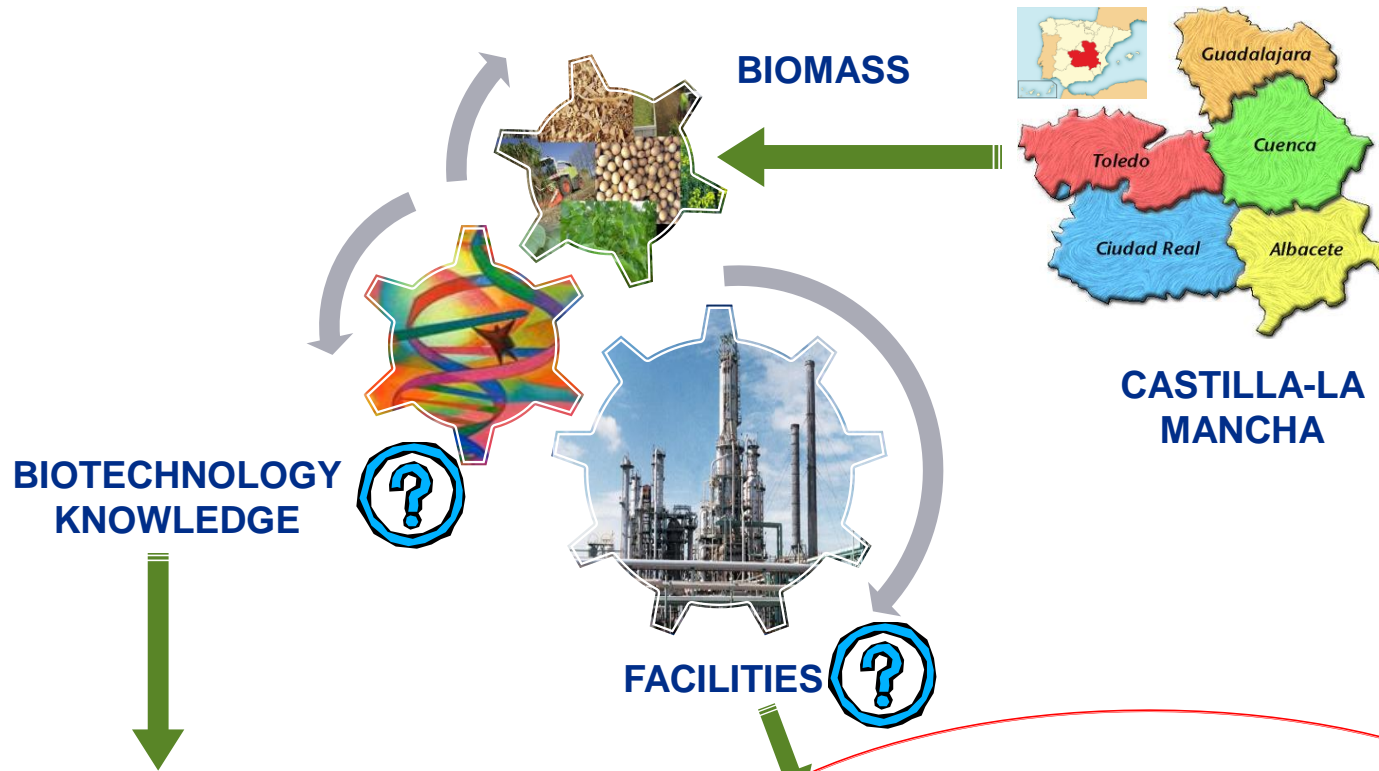 BIOMASS
Guadalajara
Toledo
Cuenca
Ciudad Real
Albacete
CASTILLA-LA
MANCHA
BIOTECHNOLOGY
KNOWLEDGE
?
FACILITIES
?